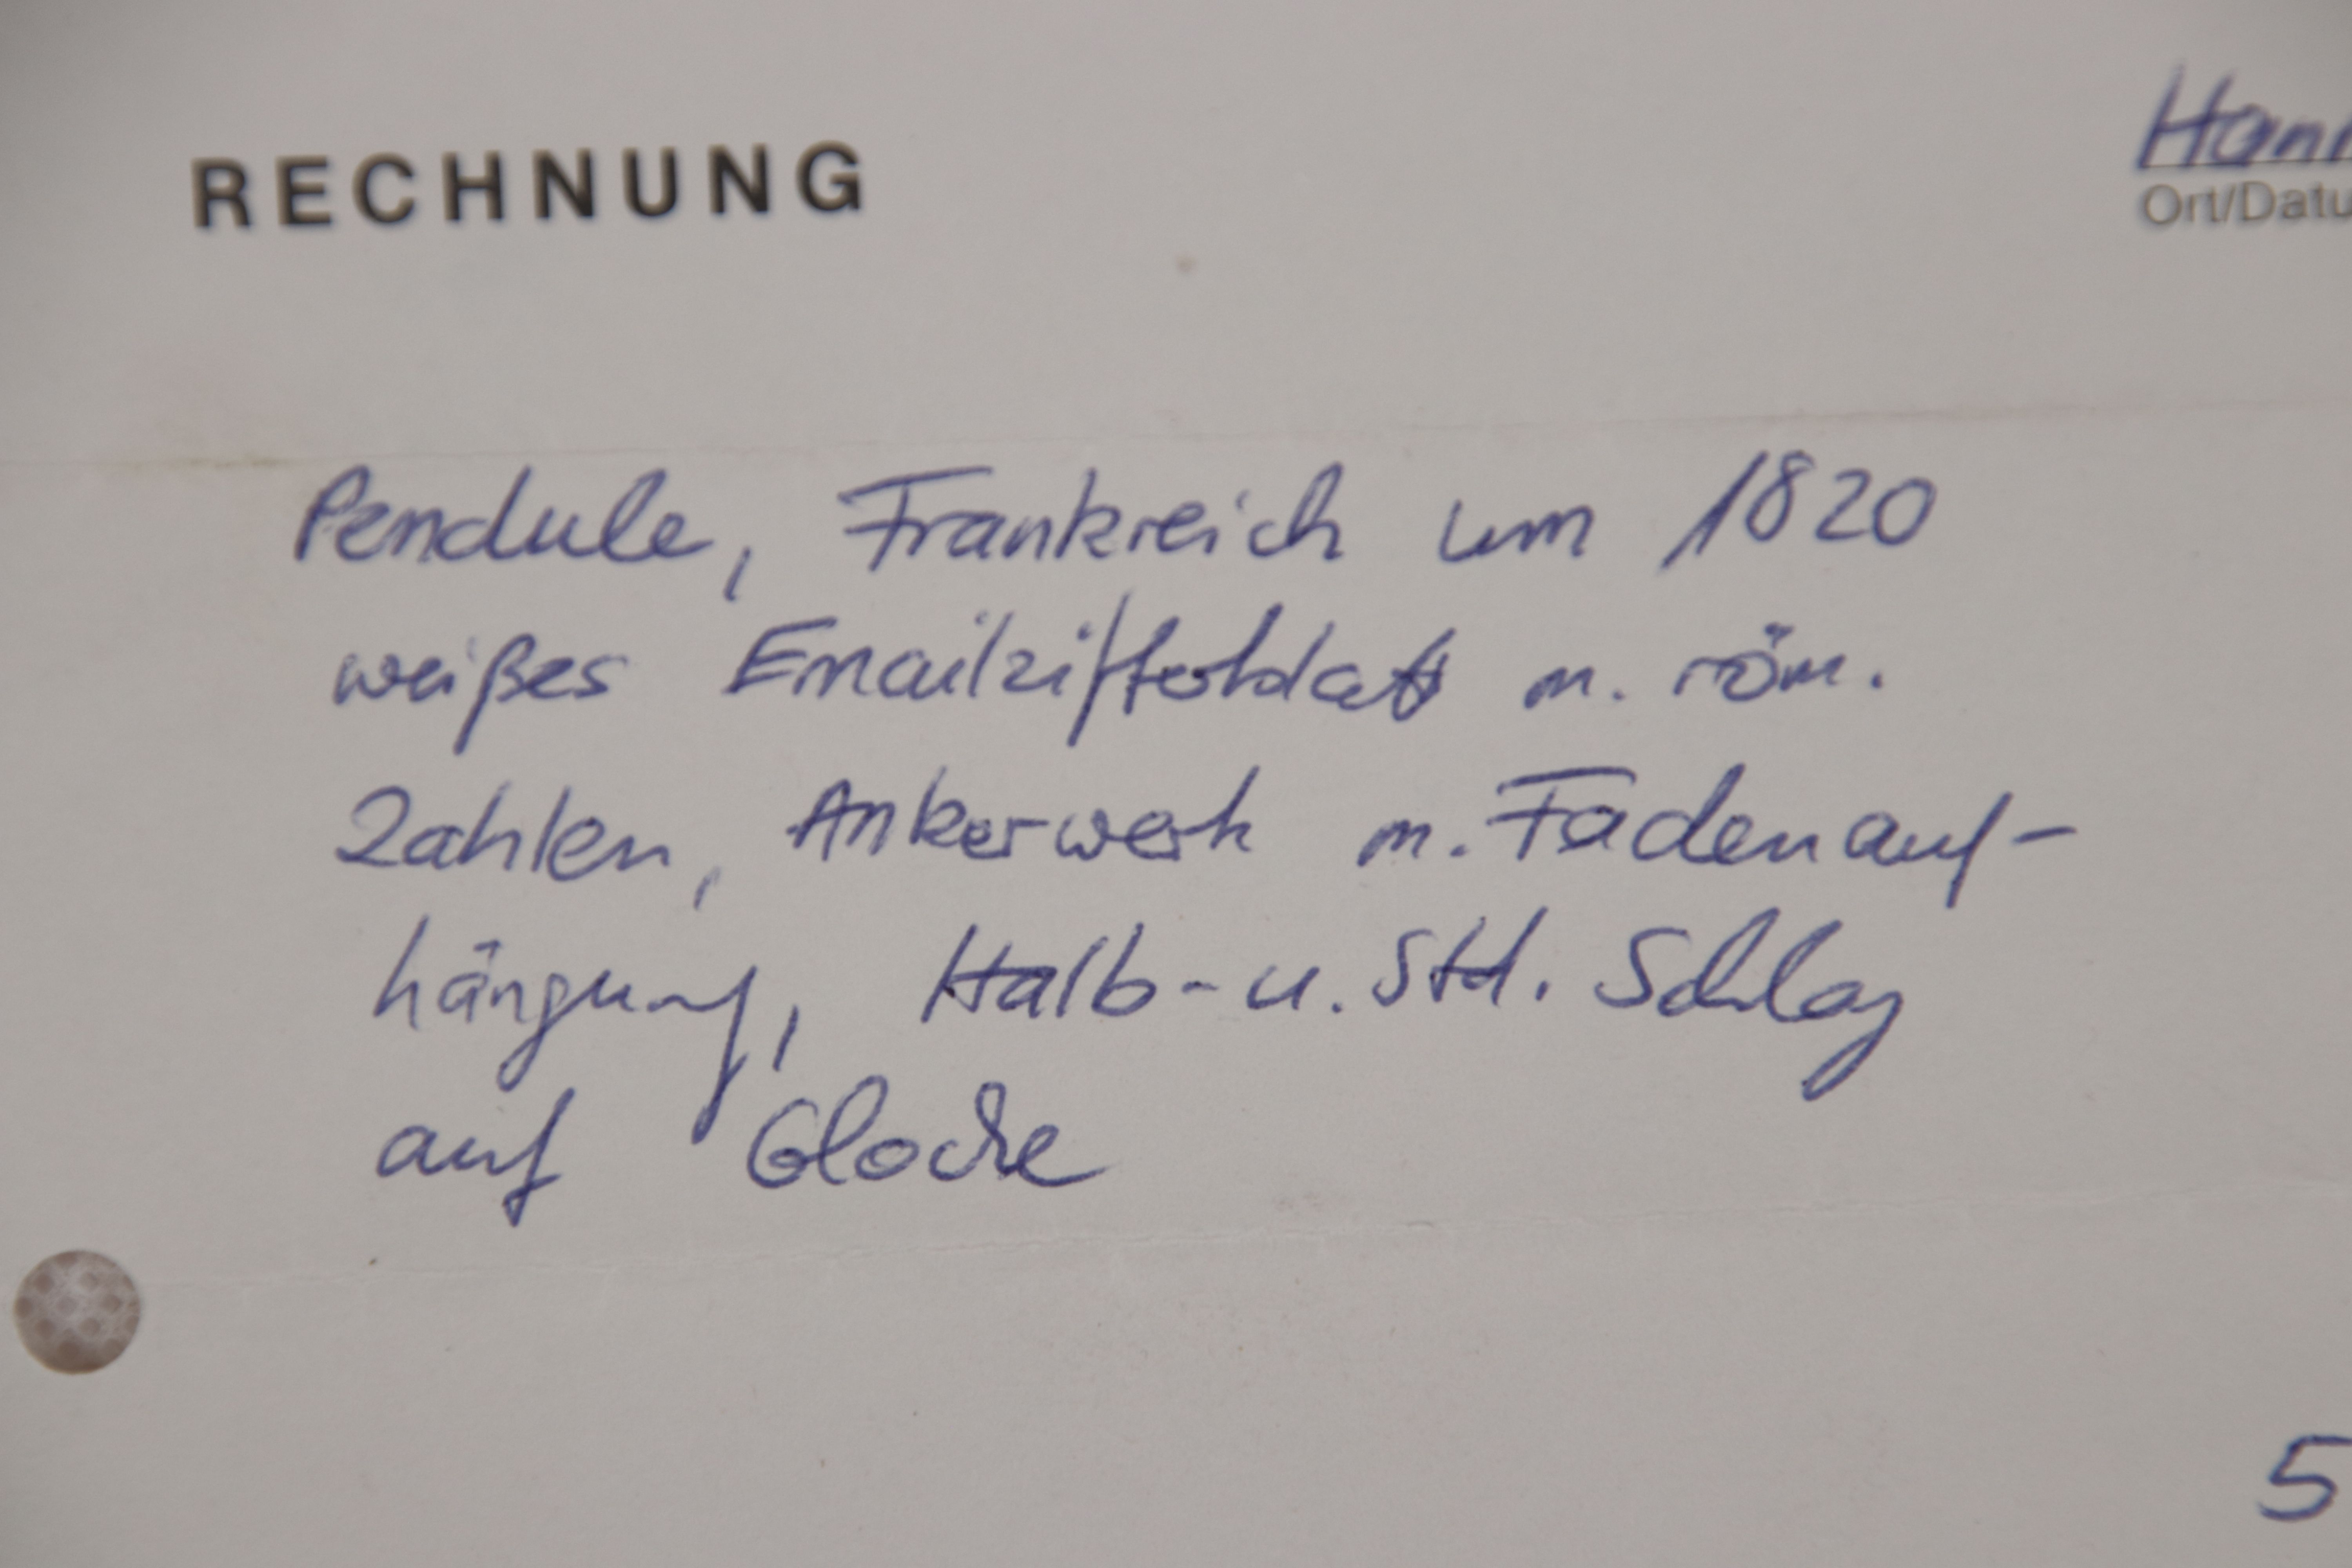 RECHNUNG
Hann
Ort/Datu
Pendule, Frankreich um 1820
weißes Emailzifferblatt m. röm.
Zahlen, Ankerwerk m. Fadenauf-
hängung, Halb- u. Std. Schlag
auf Glocke
5